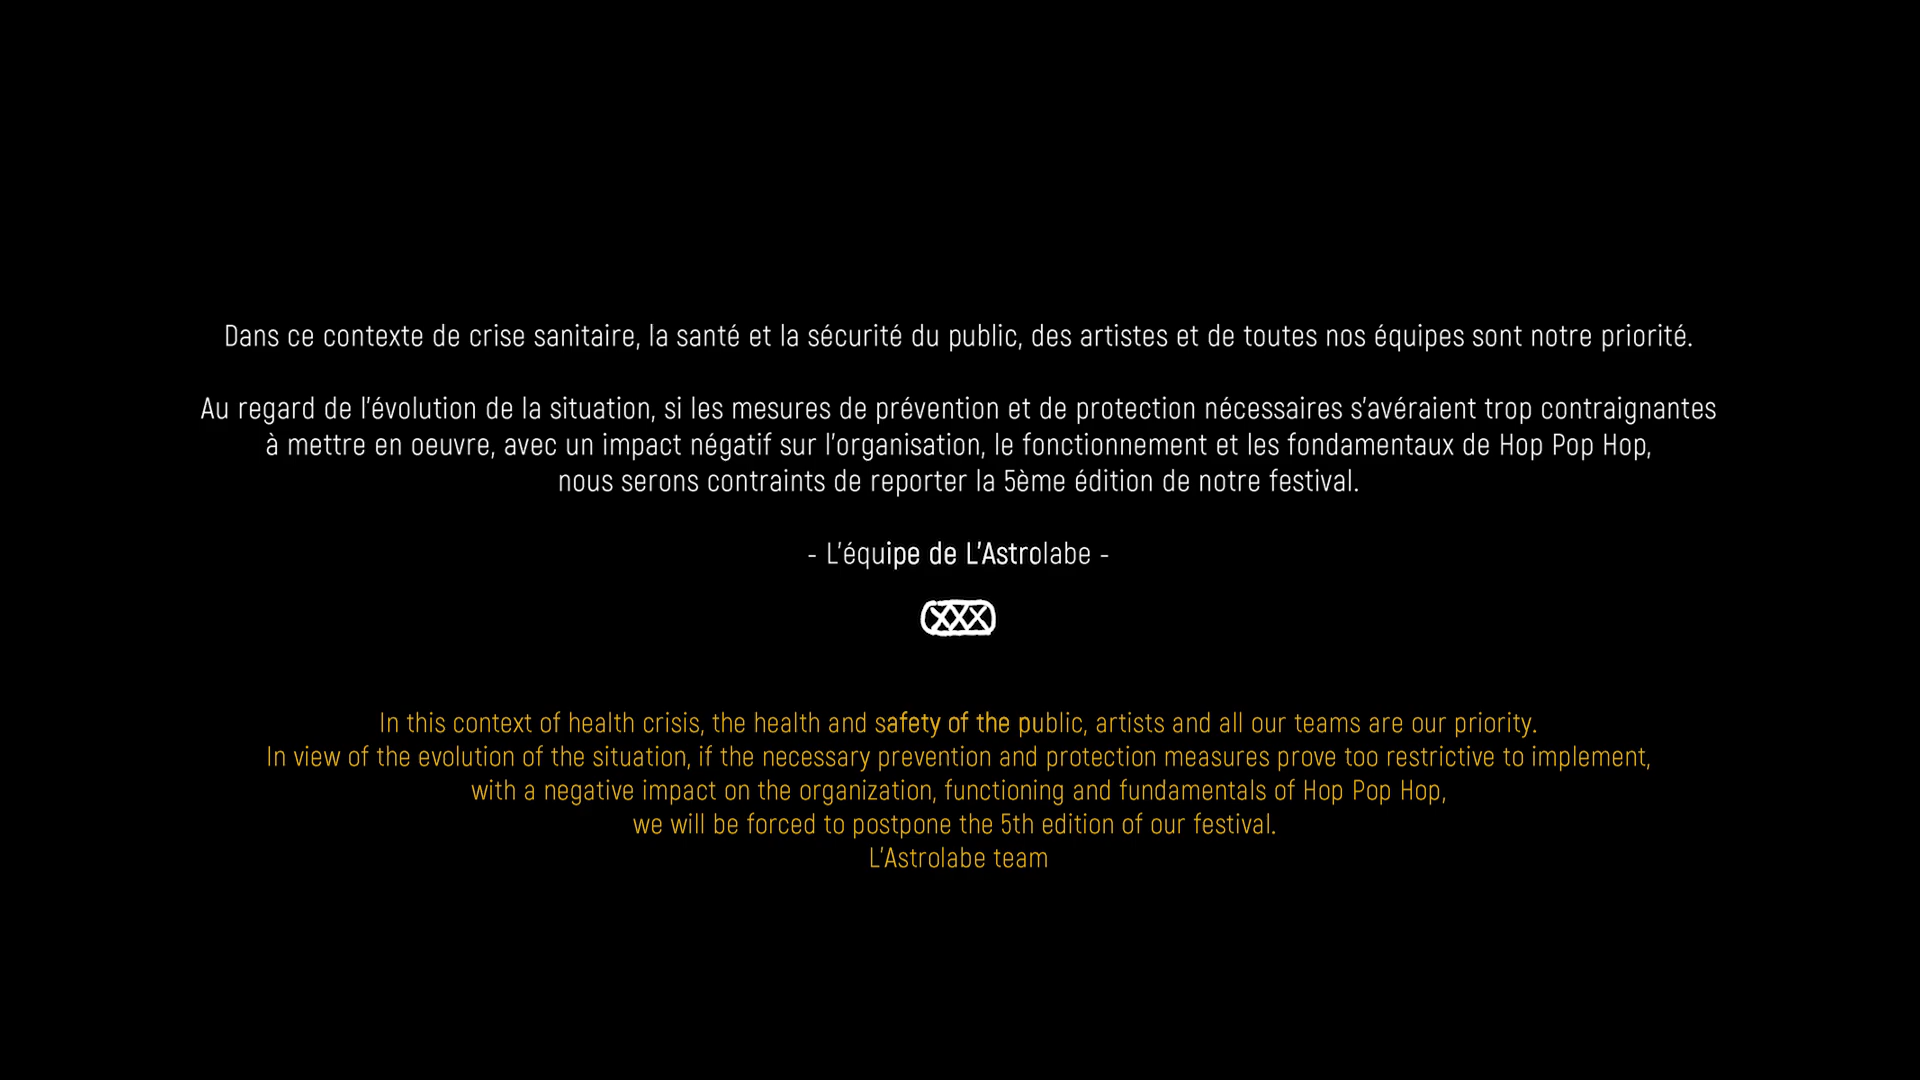 Dans ce contexte de crise sanitaire, la santé et la sécurité du public, des artistes et de toutes nos équipes sont notre priorité.
Au regard de l'évolution de la situation, si les mesures de prévention et de protection nécessaires s'avéraient trop contraignantes
à mettre en oeuvre, avec un impact négatif sur l'organisation, le fonctionnement et les fondamentaux de Hop Pop Hop,
nous serons contraints de reporter la 5ème édition de notre festival.
- L'équipe de L'Astrolabe -
XXX
In this context of health crisis, the health and safety of the public, artists and all our teams are our priority.
In view of the evolution of the situation, if the necessary prevention and protection measures prove too restrictive to implement,
with a negative impact on the organization, functioning and fundamentals of Hop Pop Hop,
we will be forced to postpone the 5th edition of our festival.
L'Astrolabe team